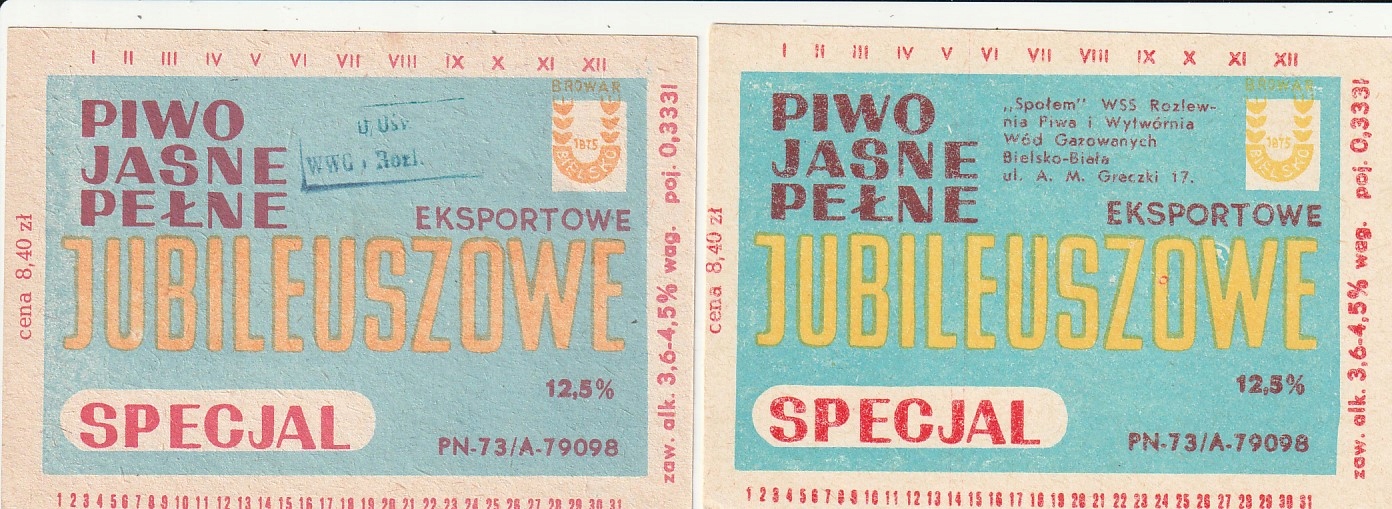 I II III IV V VI VII VIII IX X XI XII
PIWO
JASNE
PEŁNE
WWG i Rozl.
BROWAR
1875
BIELSKO
EKSPORTOWE
JUBILEUSZOWE
12,5%
SPECJAL
PN-73/A-79098
cena 8,40 zł
zaw. alk. 3,6-4,5% wag. poj. 0,333l
1 2 3 4 5 6 7 8 9 10 11 12 13 14 15 16 17 18 19 20 21 22 23 24 25 26 27 28 29 30 31
I II III IV V VI VII VIII IX X XI XII
PIWO
JASNE
PEŁNE
„Społem" WSS Rozlew-
nia Piwa i Wytwórnia
Wód Gazowanych
Bielsko-Biała
ul. A. M. Greczki 17.
BROWAR
1875
BIELSKO
EKSPORTOWE
JUBILEUSZOWE
12,5%
SPECJAL
PN-73/A-79098
cena 8,40 zł
zaw. alk. 3,6-4,5% wag. poj. 0,333l
1 2 3 4 5 6 7 8 9 10 11 12 13 14 15 16 17 18 19 20 21 22 23 24 25 26 27 28 29 30 31